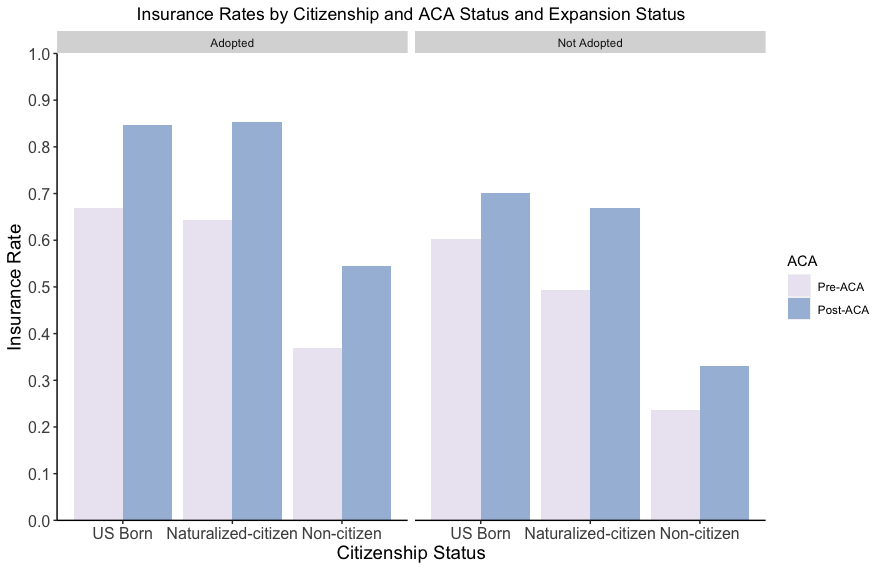 Insurance Rates by Citizenship and ACA Status and Expansion Status
Adopted
Not Adopted
Insurance Rate
1.0
0.9
0.8
0.7
0.6
0.5
0.4
0.3
0.2
0.1
0.0
US Born Naturalized-citizen Non-citizen
US Born Naturalized-citizen Non-citizen
Citizenship Status
ACA
Pre-ACA
Post-ACA